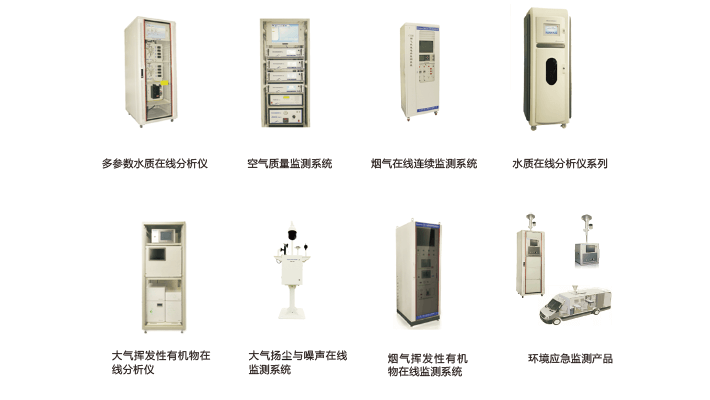 多参数水质在线分析仪
空气质量监测系统
烟气在线连续监测系统
水质在线分析仪系列
大气挥发性有机物在
线分析仪
大气扬尘与噪声在线
监测系统
烟气挥发性有机
物在线监测系统
环境应急监测产品